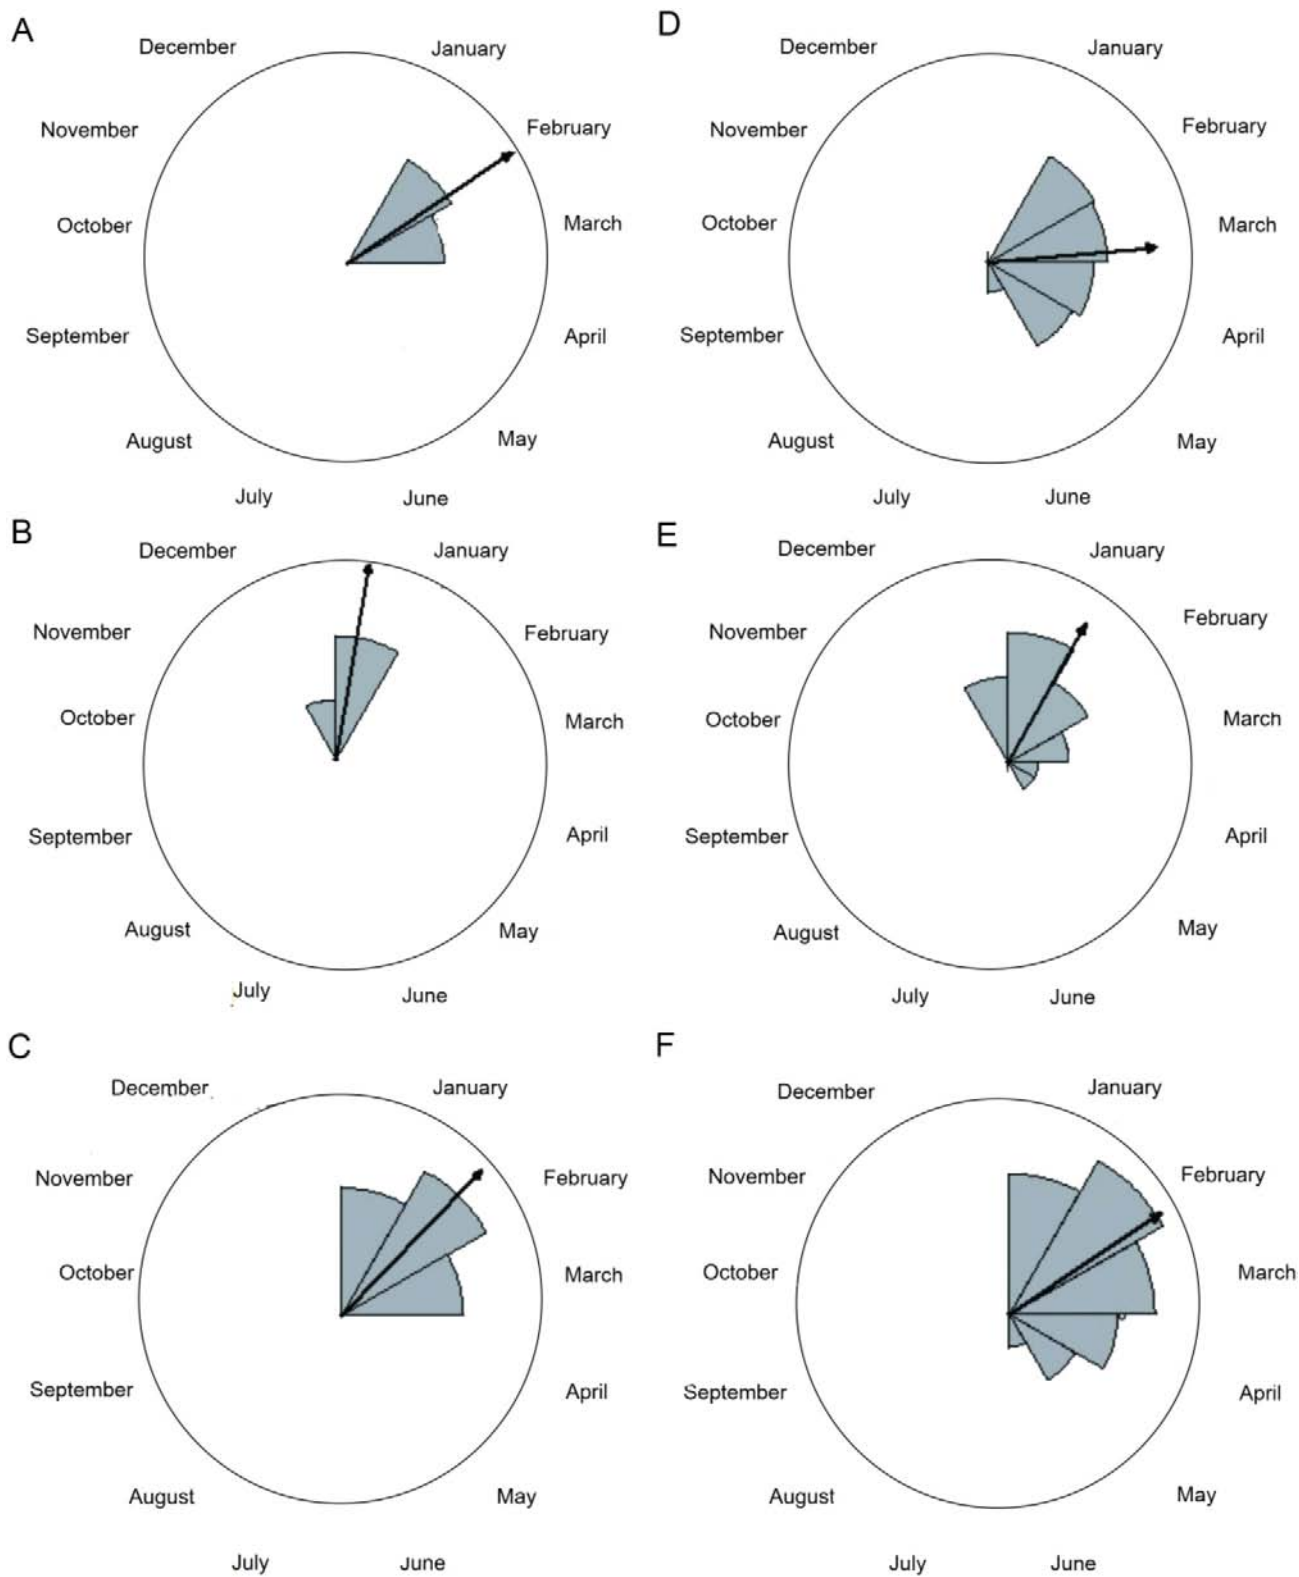 A
December
January
November
February
October
March
September
April
August
May
July
June
D
December
January
November
February
October
March
September
April
August
May
July
June
B
December
January
November
February
October
March
September
April
August
May
July
June
E
December
January
November
February
October
March
September
April
August
May
July
June
C
December
January
November
February
October
March
September
April
August
May
July
June
F
December
January
November
February
October
March
September
April
August
May
July
June